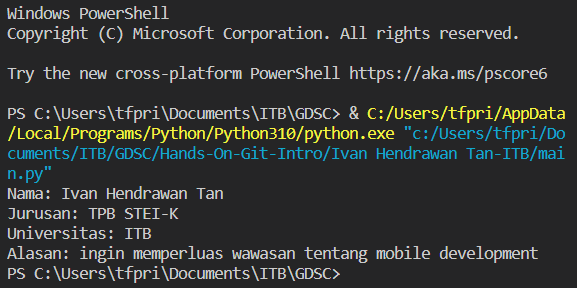 Windows PowerShell
Copyright (C) Microsoft Corporation. All rights reserved.
Try the new cross-platform PowerShell https://aka.ms/pscore6
PS C:\Users\tfpri\Documents\ITB\GDSC> & C:/Users/tfpri/AppData
/Local/Programs/Python/Python310/python.exe "c:/Users/tfpri/Do
cuments/ITB/GDSC/Hands-On-Git-Intro/Ivan Hendrawan Tan-ITB/mai
n.py"
Nama: Ivan Hendrawan Tan
Jurusan: TPB STEI-K
Universitas: ITB
Alasan: ingin memperluas wawasan tentang mobile development
PS C:\Users\tfpri\Documents\ITB\GDSC>